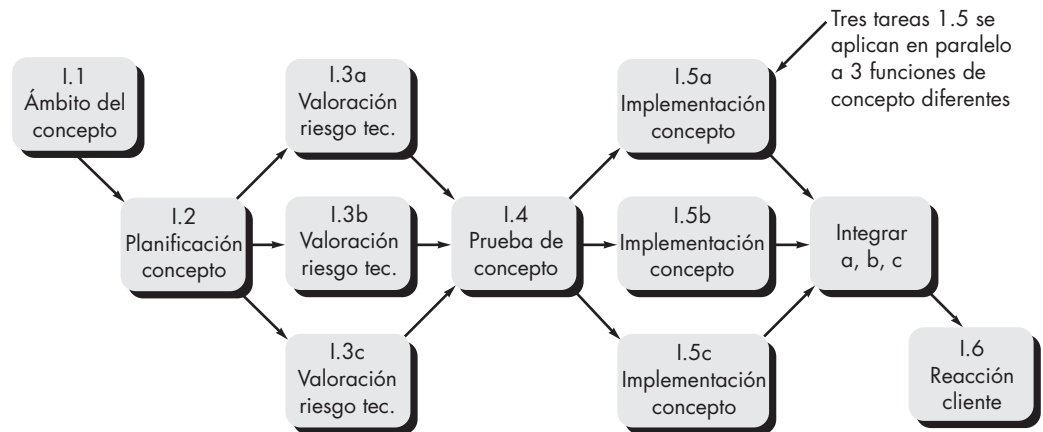 Tres tareas 1.5 se
aplican en paralelo
a 3 funciones de
concepto diferentes
I.1
Ámbito del
concepto
I.2
Planificación
concepto
I.3a
Valoración
riesgo tec.
I.3b
Valoración
riesgo tec.
I.3c
Valoración
riesgo tec.
I.4
Prueba de
concepto
I.5a
Implementación
concepto
I.5b
Implementación
concepto
I.5c
Implementación
concepto
Integrar
a, b, c
I.6
Reacción
cliente